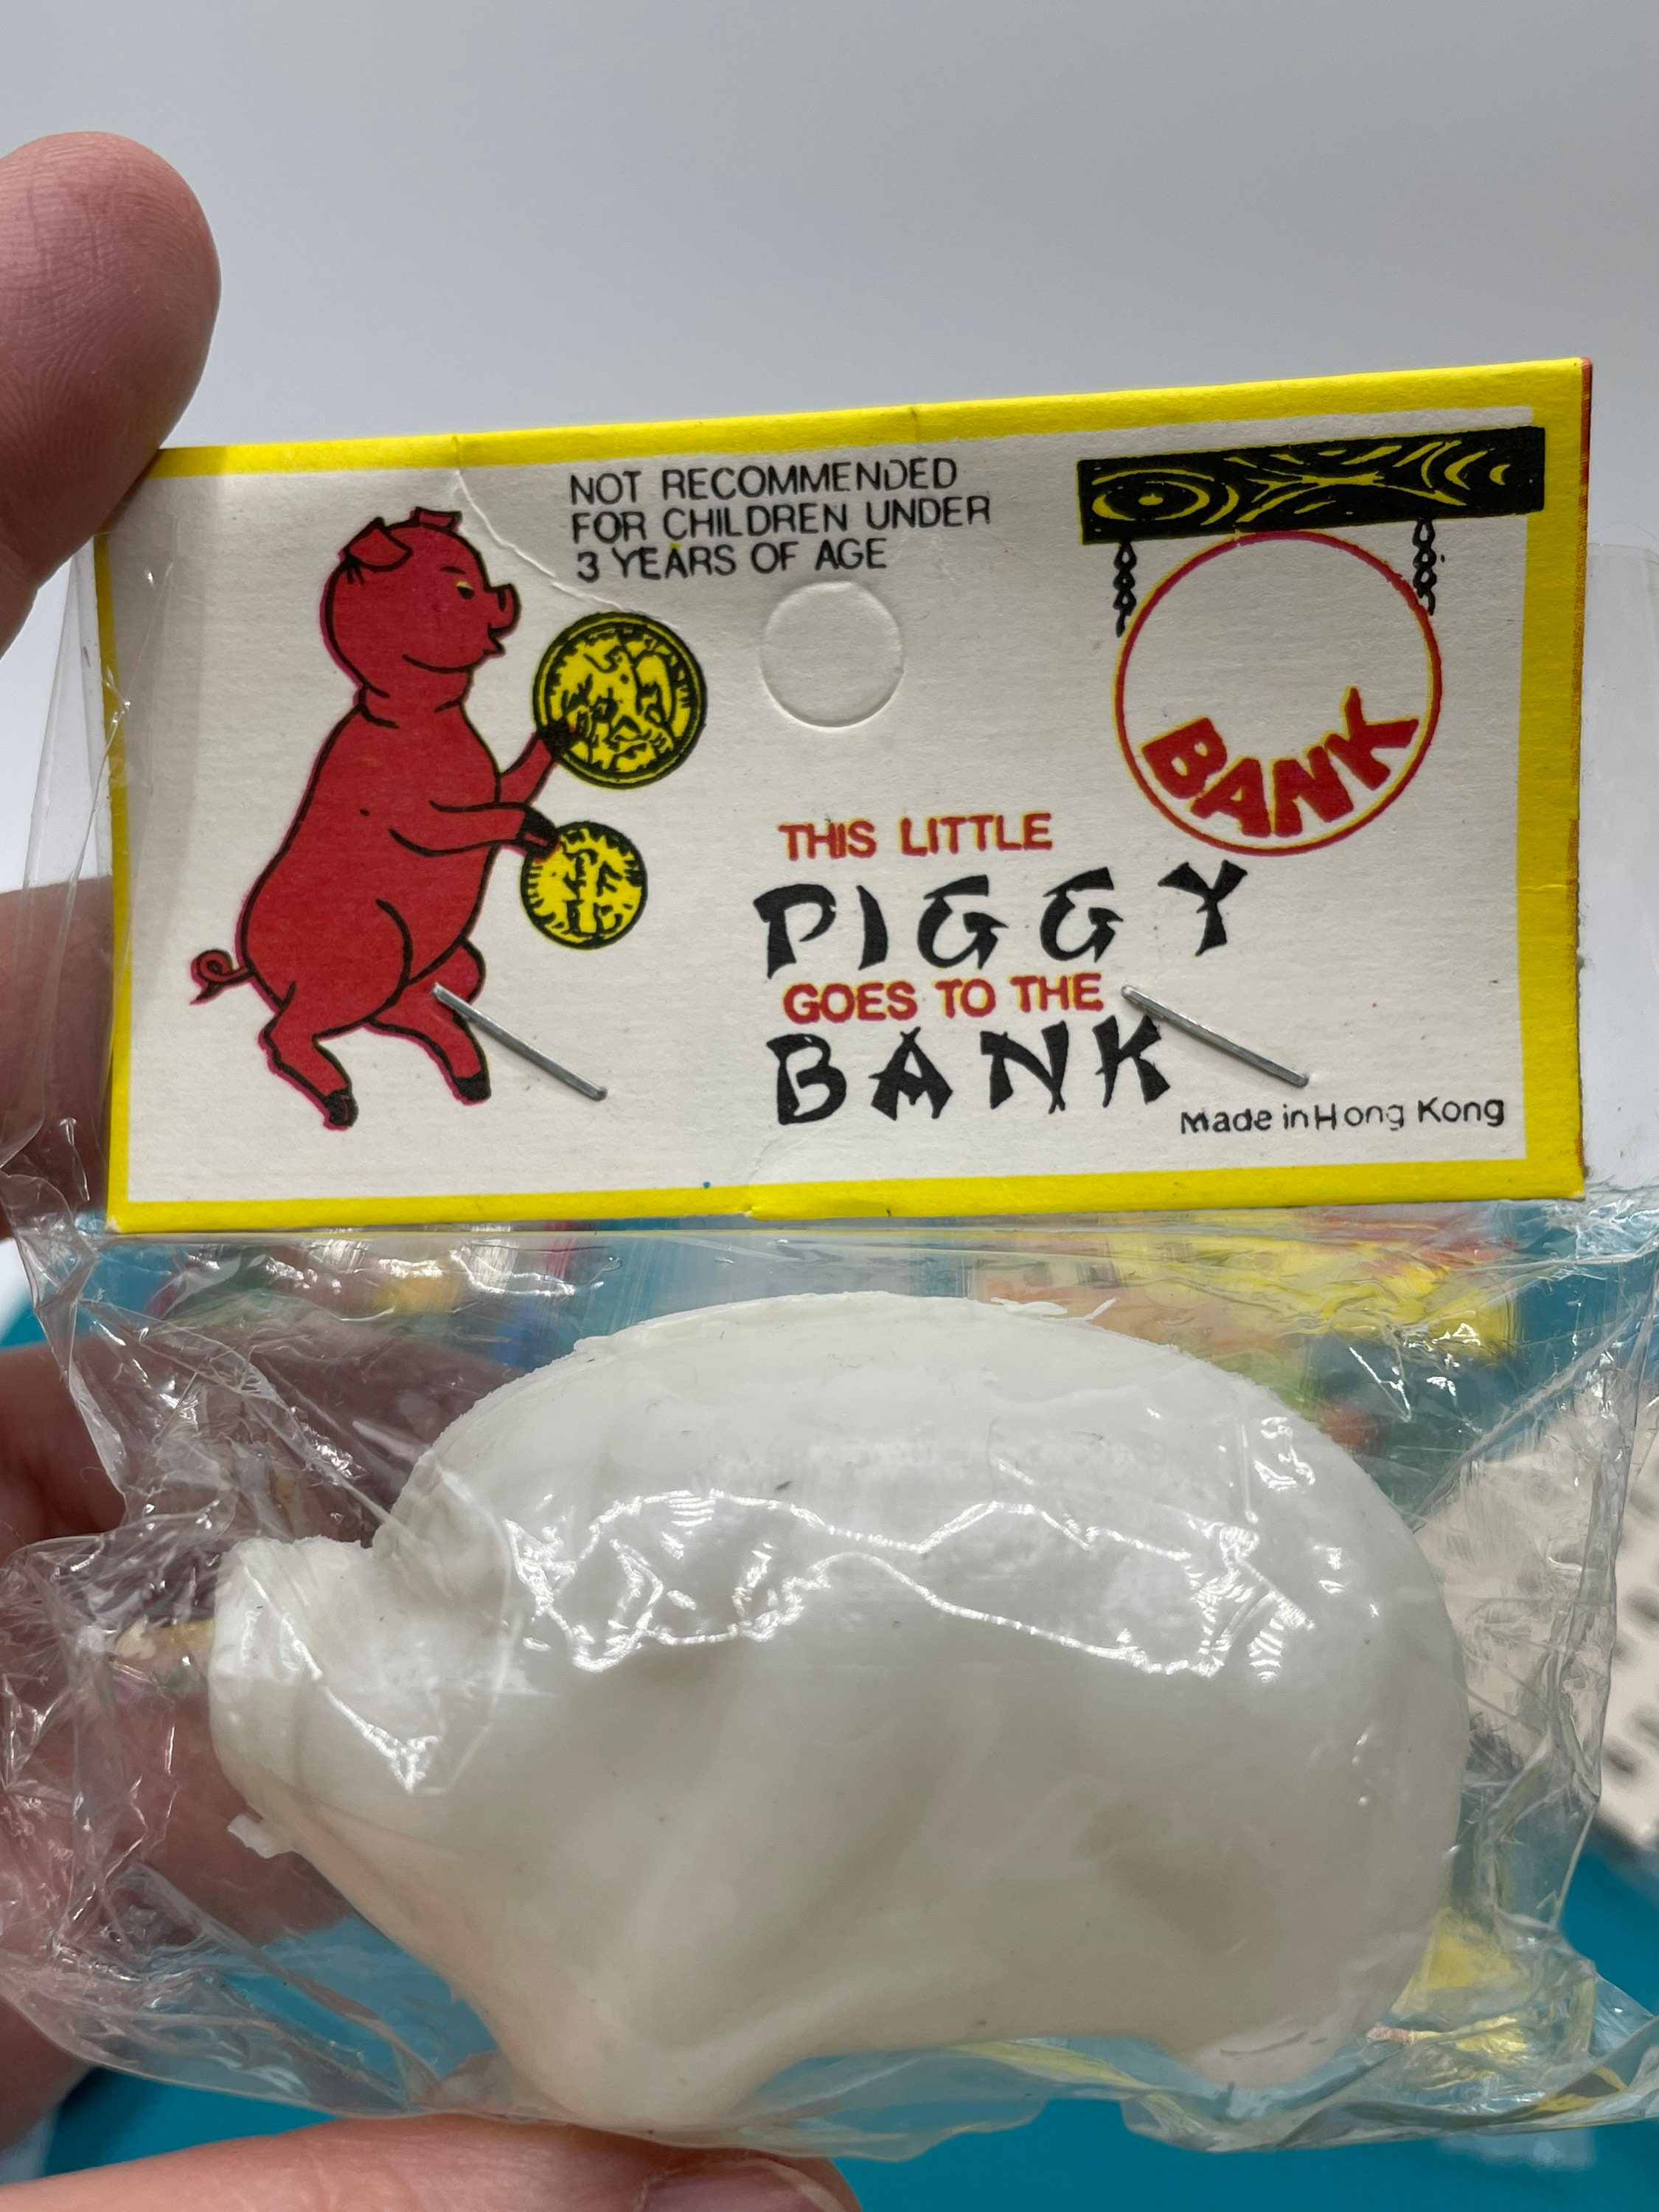 NOT RECOMMENDED
FOR CHILDREN UNDER
3 YEARS OF AGE
BANK
THIS LITTLE
PIGGY
GOES TO THE
BANK
Made in Hong Kong